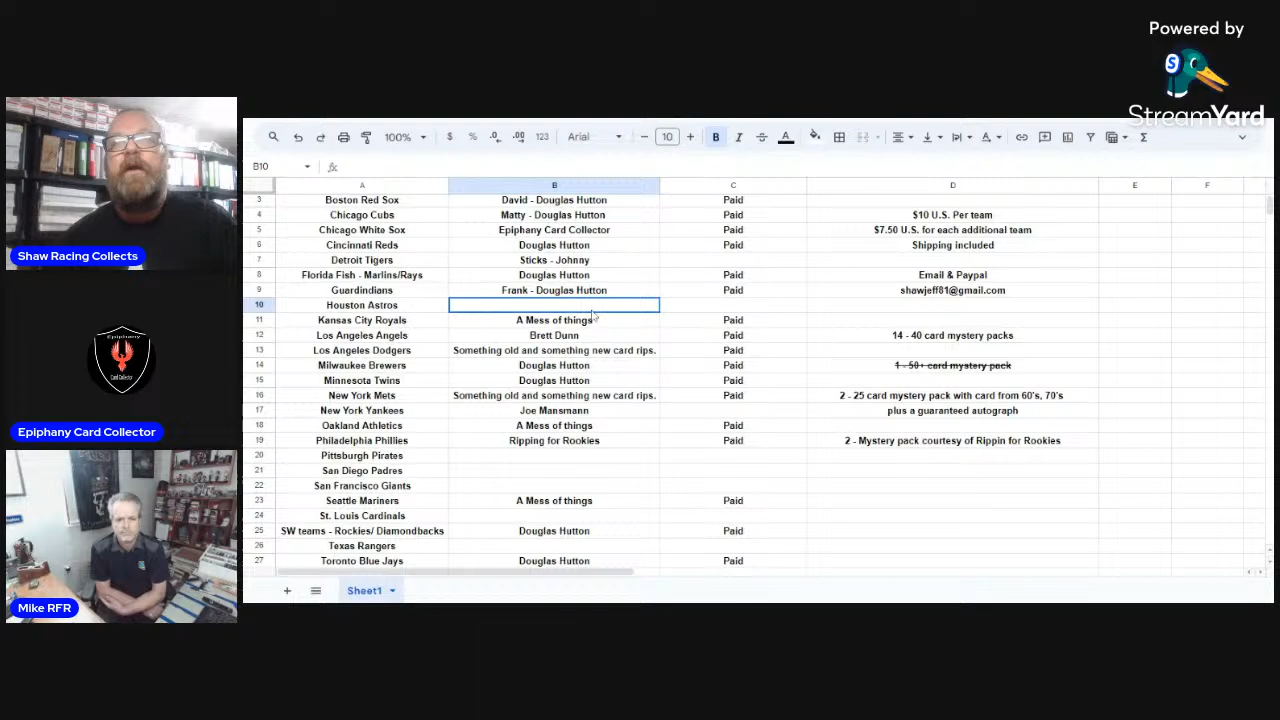 Powered by
S
StreamYard
100%
$
%
.0
.00
123
Arial
10
B
I
A
Σ
B10
fx
A B C D E F
3 Boston Red Sox David - Douglas Hutton Paid
4 Chicago Cubs Matty - Douglas Hutton Paid $10 U.S. Per team
5 Chicago White Sox Epiphany Card Collector Paid $7.50 U.S. for each additional team
6 Cincinnati Reds Douglas Hutton Paid Shipping included
7 Detroit Tigers Sticks - Johnny
8 Florida Fish - Marlins/Rays Douglas Hutton Paid Email & Paypal
9 Guardindians Frank - Douglas Hutton Paid shawjeff81@gmail.com
10 Houston Astros
11 Kansas City Royals A Mess of things Paid
12 Los Angeles Angels Brett Dunn Paid 14 - 40 card mystery packs
13 Los Angeles Dodgers Something old and something new card rips. Paid
14 Milwaukee Brewers Douglas Hutton Paid 1 - 50+ card mystery pack
15 Minnesota Twins Douglas Hutton Paid
16 New York Mets Something old and something new card rips. Paid 2 - 25 card mystery pack with card from 60's, 70's
17 New York Yankees Joe Mansmann plus a guaranteed autograph
18 Oakland Athletics A Mess of things Paid
19 Philadelphia Phillies Ripping for Rookies Paid 2 - Mystery pack courtesy of Rippin for Rookies
20 Pittsburgh Pirates
21 San Diego Padres
22 San Francisco Giants
23 Seattle Mariners A Mess of things Paid
24 St. Louis Cardinals
25 SW teams - Rockies/ Diamondbacks Douglas Hutton Paid
26 Texas Rangers
27 Toronto Blue Jays Douglas Hutton Paid
Sheet1
Shaw Racing Collects
Epiphany
Card Collector
Epiphany Card Collector
Mike RFR